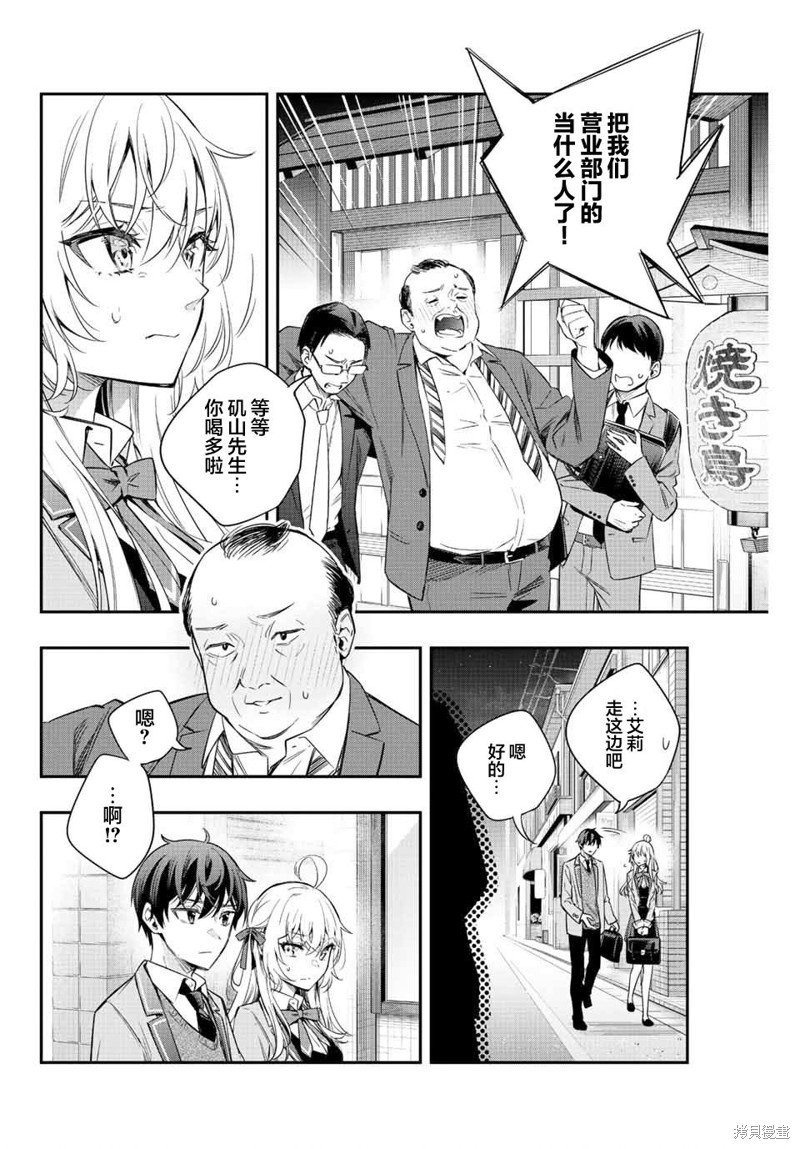 把我们
营业部门的
当什么人了！
焼き鳥
等等
矶山先生…
你喝多啦
…艾莉
走这边吧
嗯
好的…
嗯？
…啊!?
拷貝漫畫